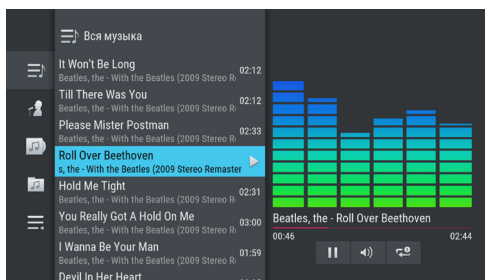 Вся музыка
It Won't Be Long
02:12
Beatles, the - With the Beatles (2009 Stereo R
Till There Was You
02:12
Beatles, the - With the Beatles (2009 Stereo R
Please Mister Postman
02:33
Beatles, the - With the Beatles (2009 Stereo R
Roll Over Beethoven
s, the - With the Beatles (2009 Stereo Remaster
Hold Me Tight
02:31
Beatles, the - With the Beatles (2009 Stereo R
You Really Got A Hold On Me
03:00
Beatles, the - With the Beatles (2009 Stereo R
I Wanna Be Your Man
01:59
Beatles, the - With the Beatles (2009 Stereo R
Devil In Her Heart
Beatles, the - Roll Over Beethoven
00:46
02:44